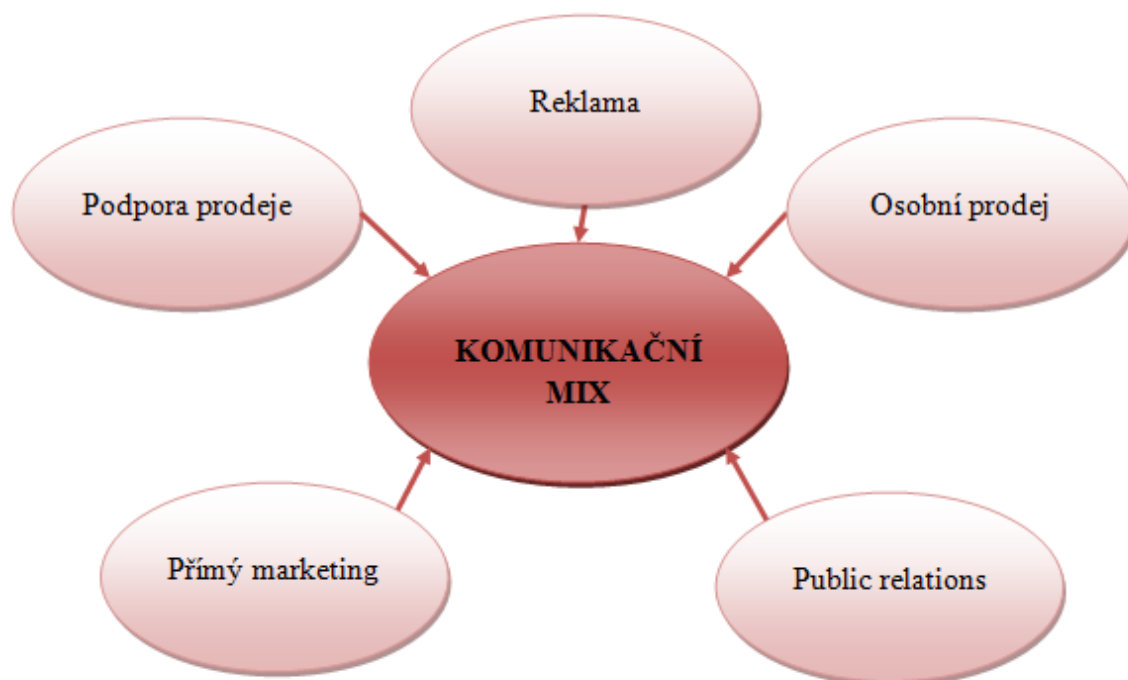 Reklama
Podpora prodeje
Osobní prodej
KOMUNIKAČNÍ
MIX
Přímý marketing
Public relations